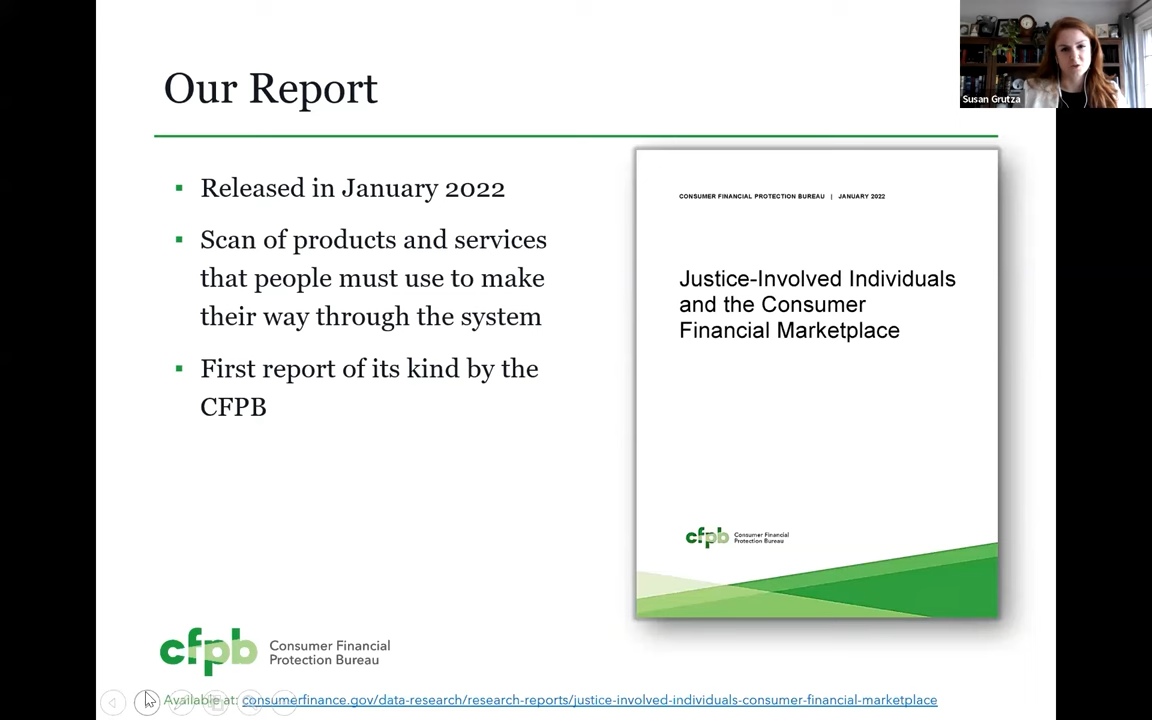 Our Report
Susan Grutza
▪ Released in January 2022
▪ Scan of products and services
that people must use to make
their way through the system
▪ First report of its kind by the
CFPB
CONSUMER FINANCIAL PROTECTION BUREAU | JANUARY 2022
Justice-Involved Individuals
and the Consumer
Financial Marketplace
cfpb Consumer Financial
Protection Bureau
cfpb Consumer Financial
Protection Bureau
Available at: consumerfinance.gov/data-research/research-reports/justice-involved-individuals-consumer-financial-marketplace